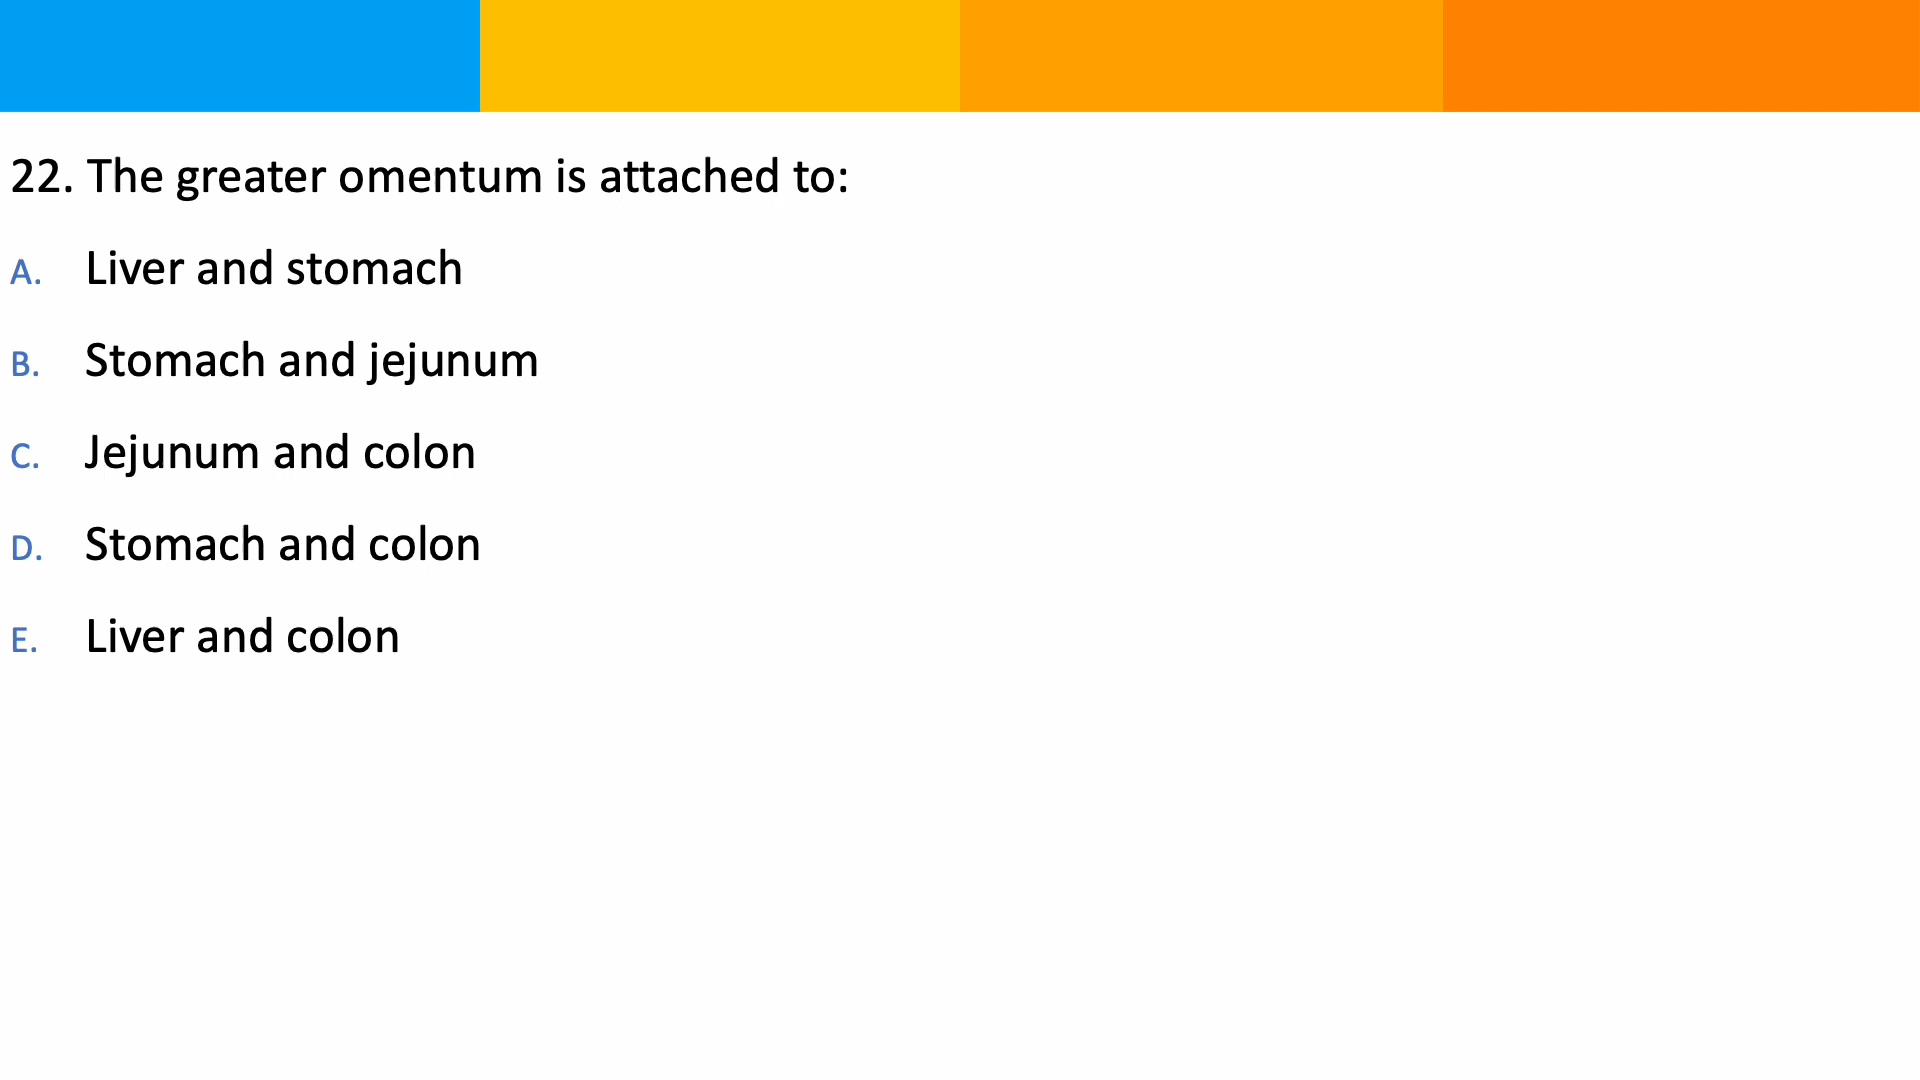 22. The greater omentum is attached to:
A. Liver and stomach
B. Stomach and jejunum
C. Jejunum and colon
D. Stomach and colon
E. Liver and colon